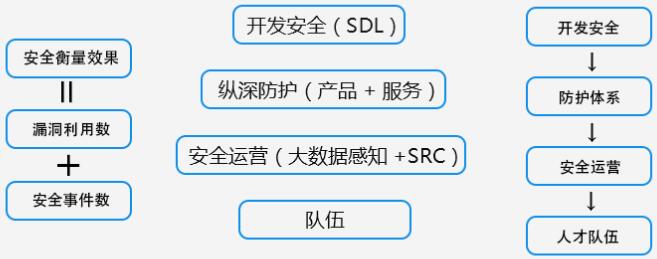 安全衡量效果
=
漏洞利用数
+
安全事件数
开发安全（SDL）
纵深防护（产品 + 服务）
安全运营（大数据感知 +SRC）
队伍
开发安全
↓
防护体系
↓
安全运营
↓
人才队伍